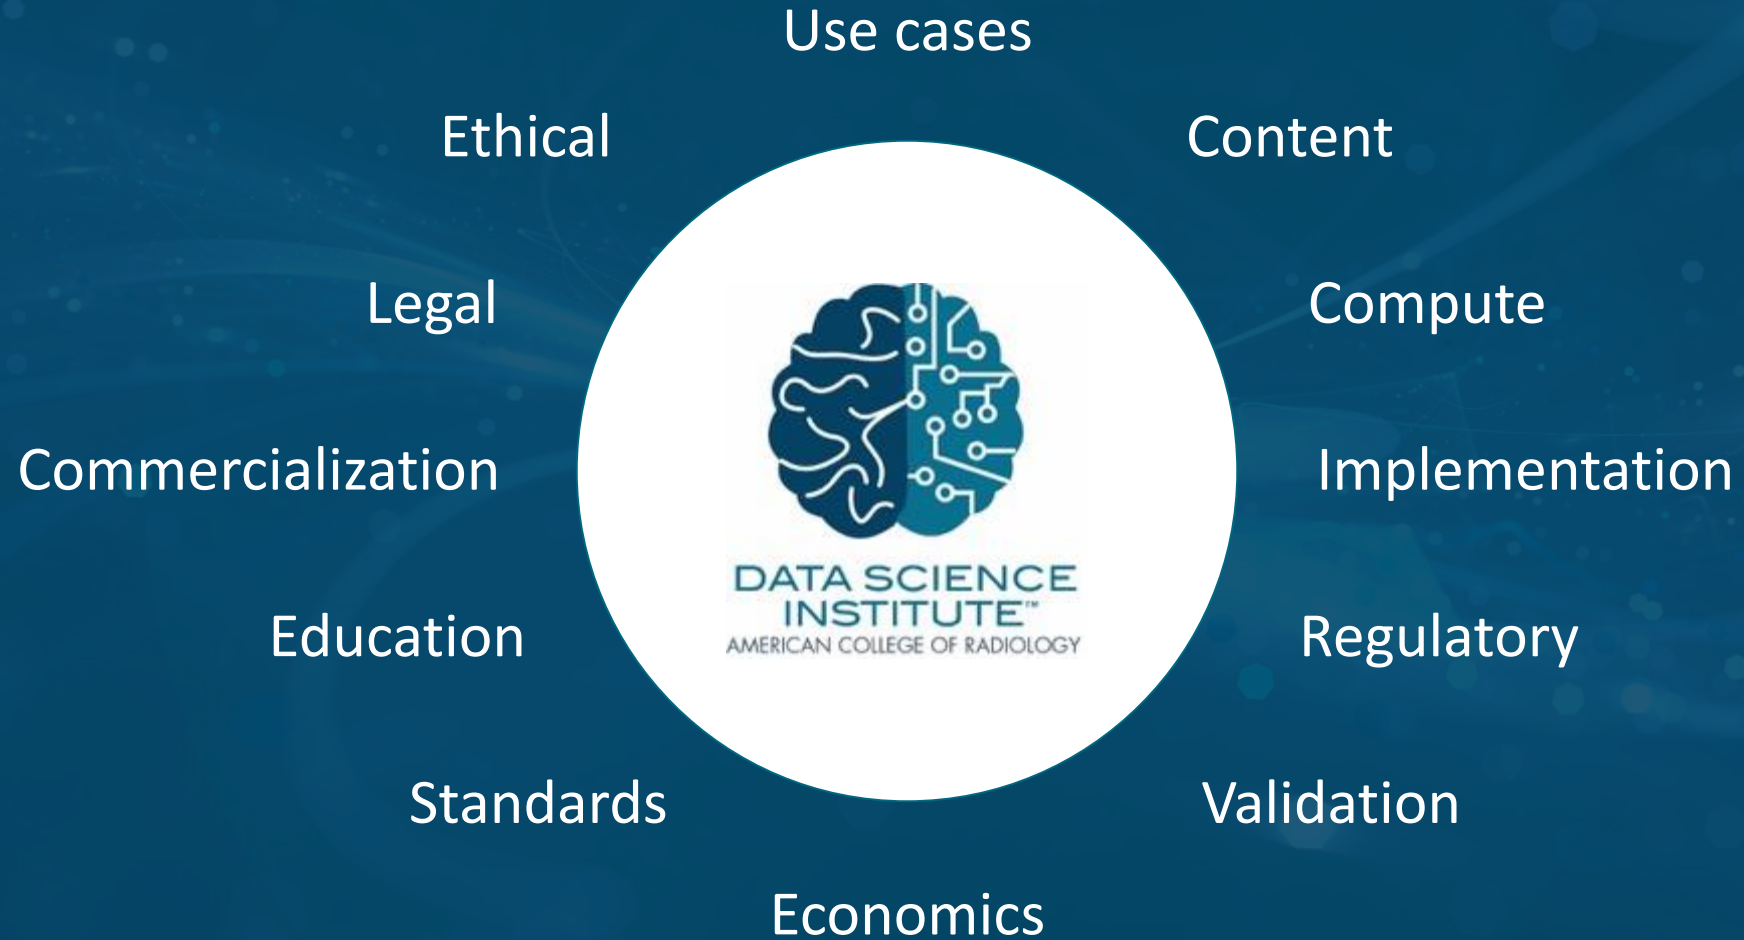 Use cases
Ethical
Content
Legal
Compute
Commercialization
Implementation
DATA SCIENCE
INSTITUTE™
AMERICAN COLLEGE OF RADIOLOGY
Education
Regulatory
Standards
Validation
Economics